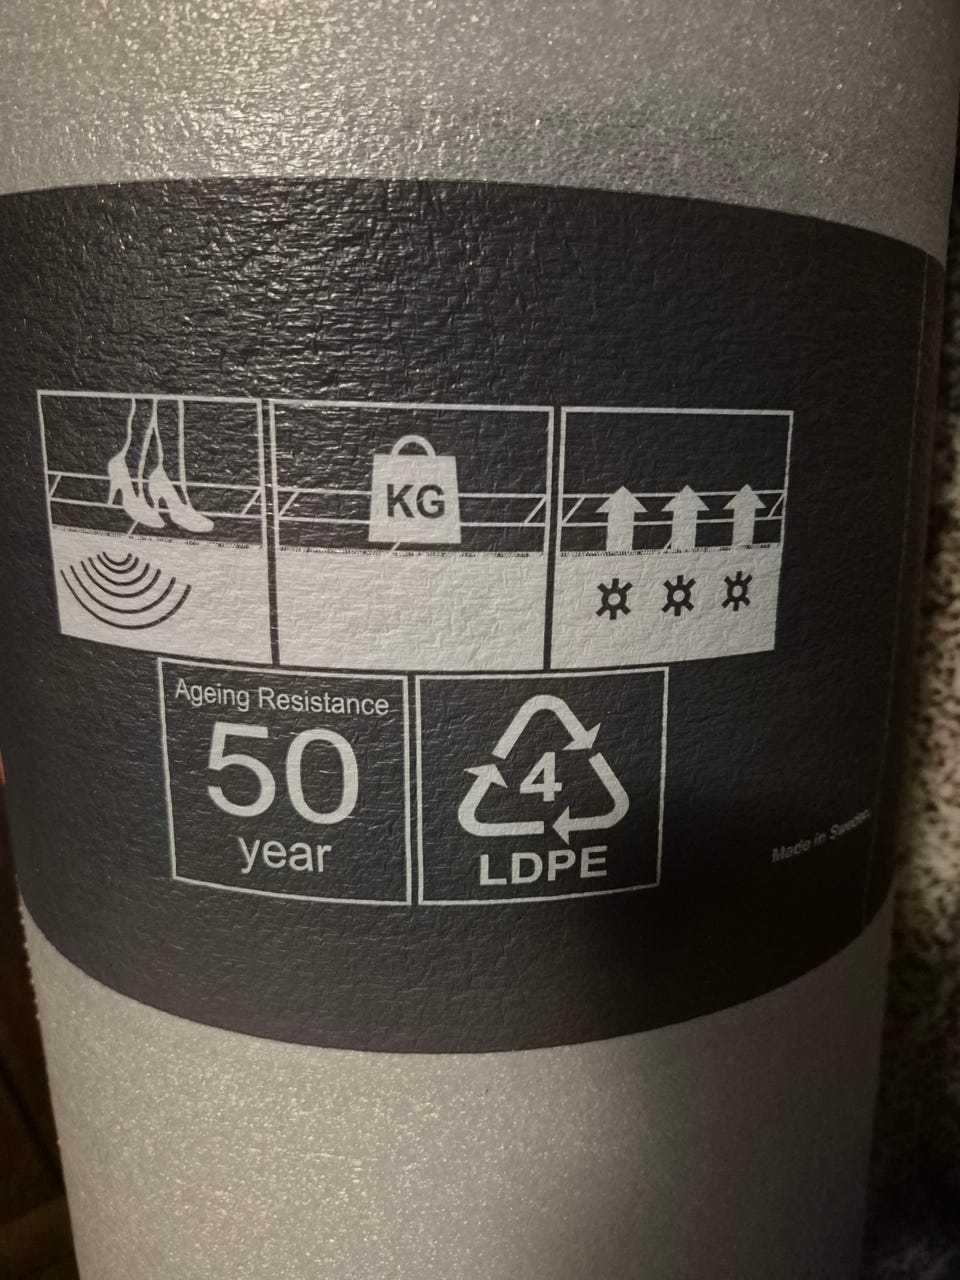 KG
Ageing Resistance
50
year
4
LDPE
Made in Sweden.